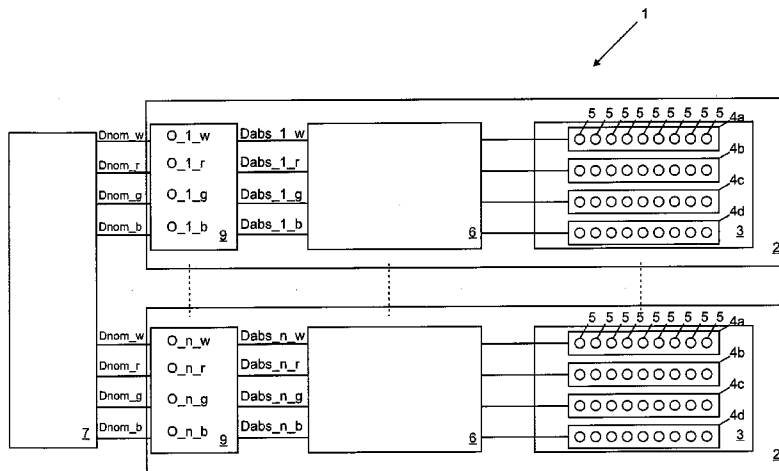 1
5 5 5 5 5 5 5 5 5
Dnom_w O_1_w Dabs_1_w 4a
Dnom_r O_1_r Dabs_1_r 4b
Dnom_g O_1_g Dabs_1_g 4c
Dnom_b O_1_b Dabs_1_b 4d
9 6 3
2
5 5 5 5 5 5 5 5 5
Dnom_w O_n_w Dabs_n_w 4a
Dnom_r O_n_r Dabs_n_r 4b
Dnom_g O_n_g Dabs_n_g 4c
Dnom_b O_n_b Dabs_n_b 4d
7 9 6 3
2